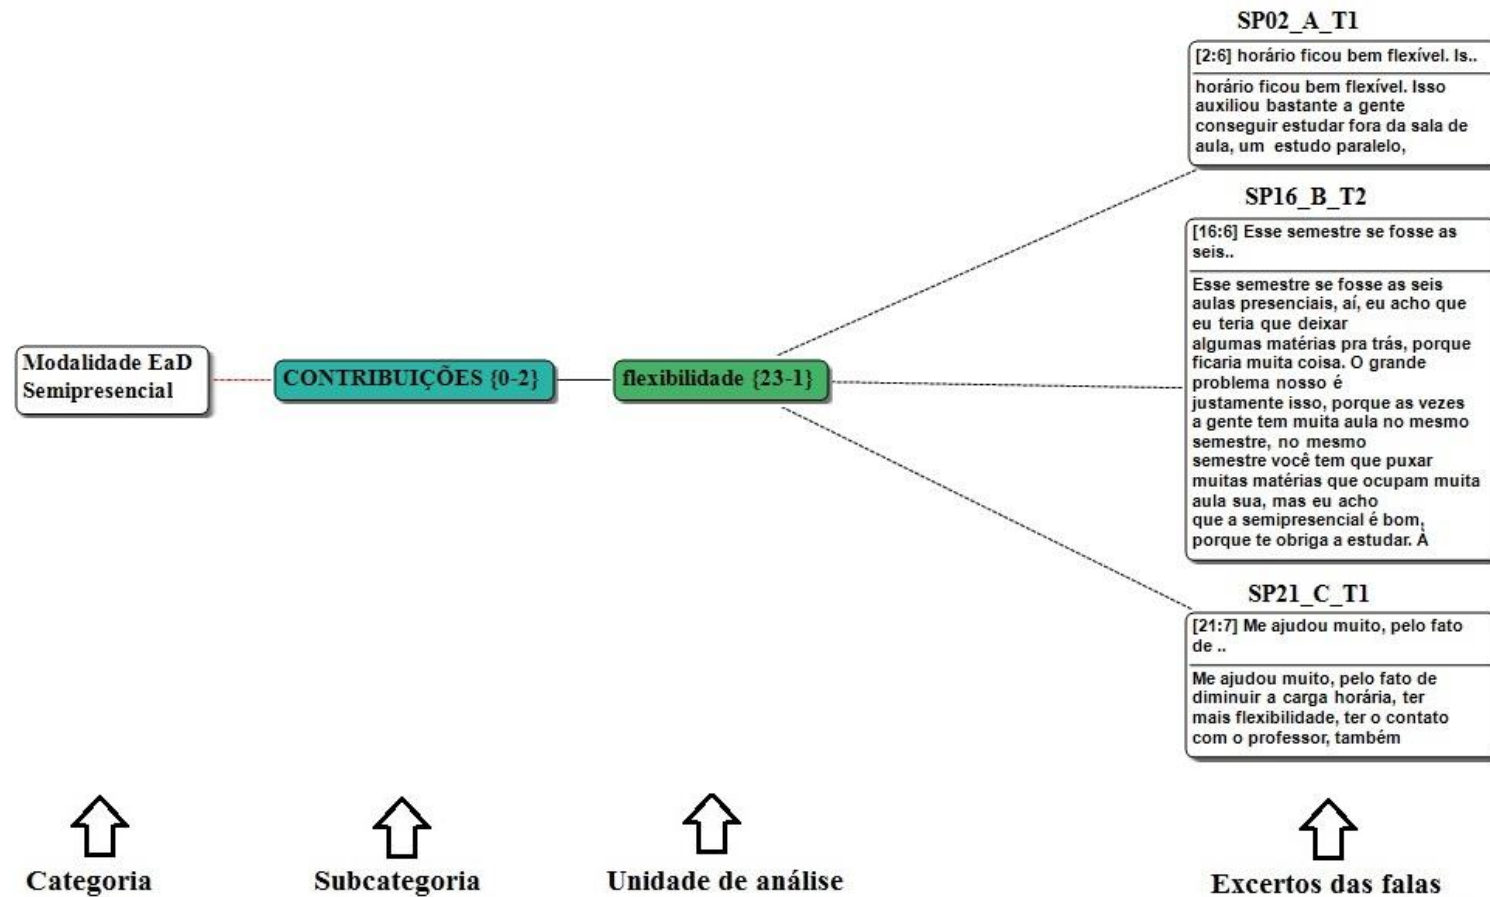 SP02_A_T1
[2:6] horário ficou bem flexível. Is..
horário ficou bem flexível. Isso
auxiliou bastante a gente
conseguir estudar fora da sala de
aula, um estudo paralelo,
SP16_B_T2
[16:6] Esse semestre se fosse as
seis..
Esse semestre se fosse as seis
aulas presenciais, aí, eu acho que
eu teria que deixar
algumas matérias pra trás, porque
ficaria muita coisa. O grande
problema nosso é
justamente isso, porque as vezes
a gente tem muita aula no mesmo
semestre, no mesmo
semestre você tem que puxar
muitas matérias que ocupam muita
aula sua, mas eu acho
que a semipresencial é bom,
porque te obriga a estudar. À
Modalidade EaD
Semipresencial
CONTRIBUIÇÕES {0-2}
flexibilidade {23-1}
SP21_C_T1
[21:7] Me ajudou muito, pelo fato
de ..
Me ajudou muito, pelo fato de
diminuir a carga horária, ter
mais flexibilidade, ter o contato
com o professor, também
Categoria
Subcategoria
Unidade de análise
Excertos das falas